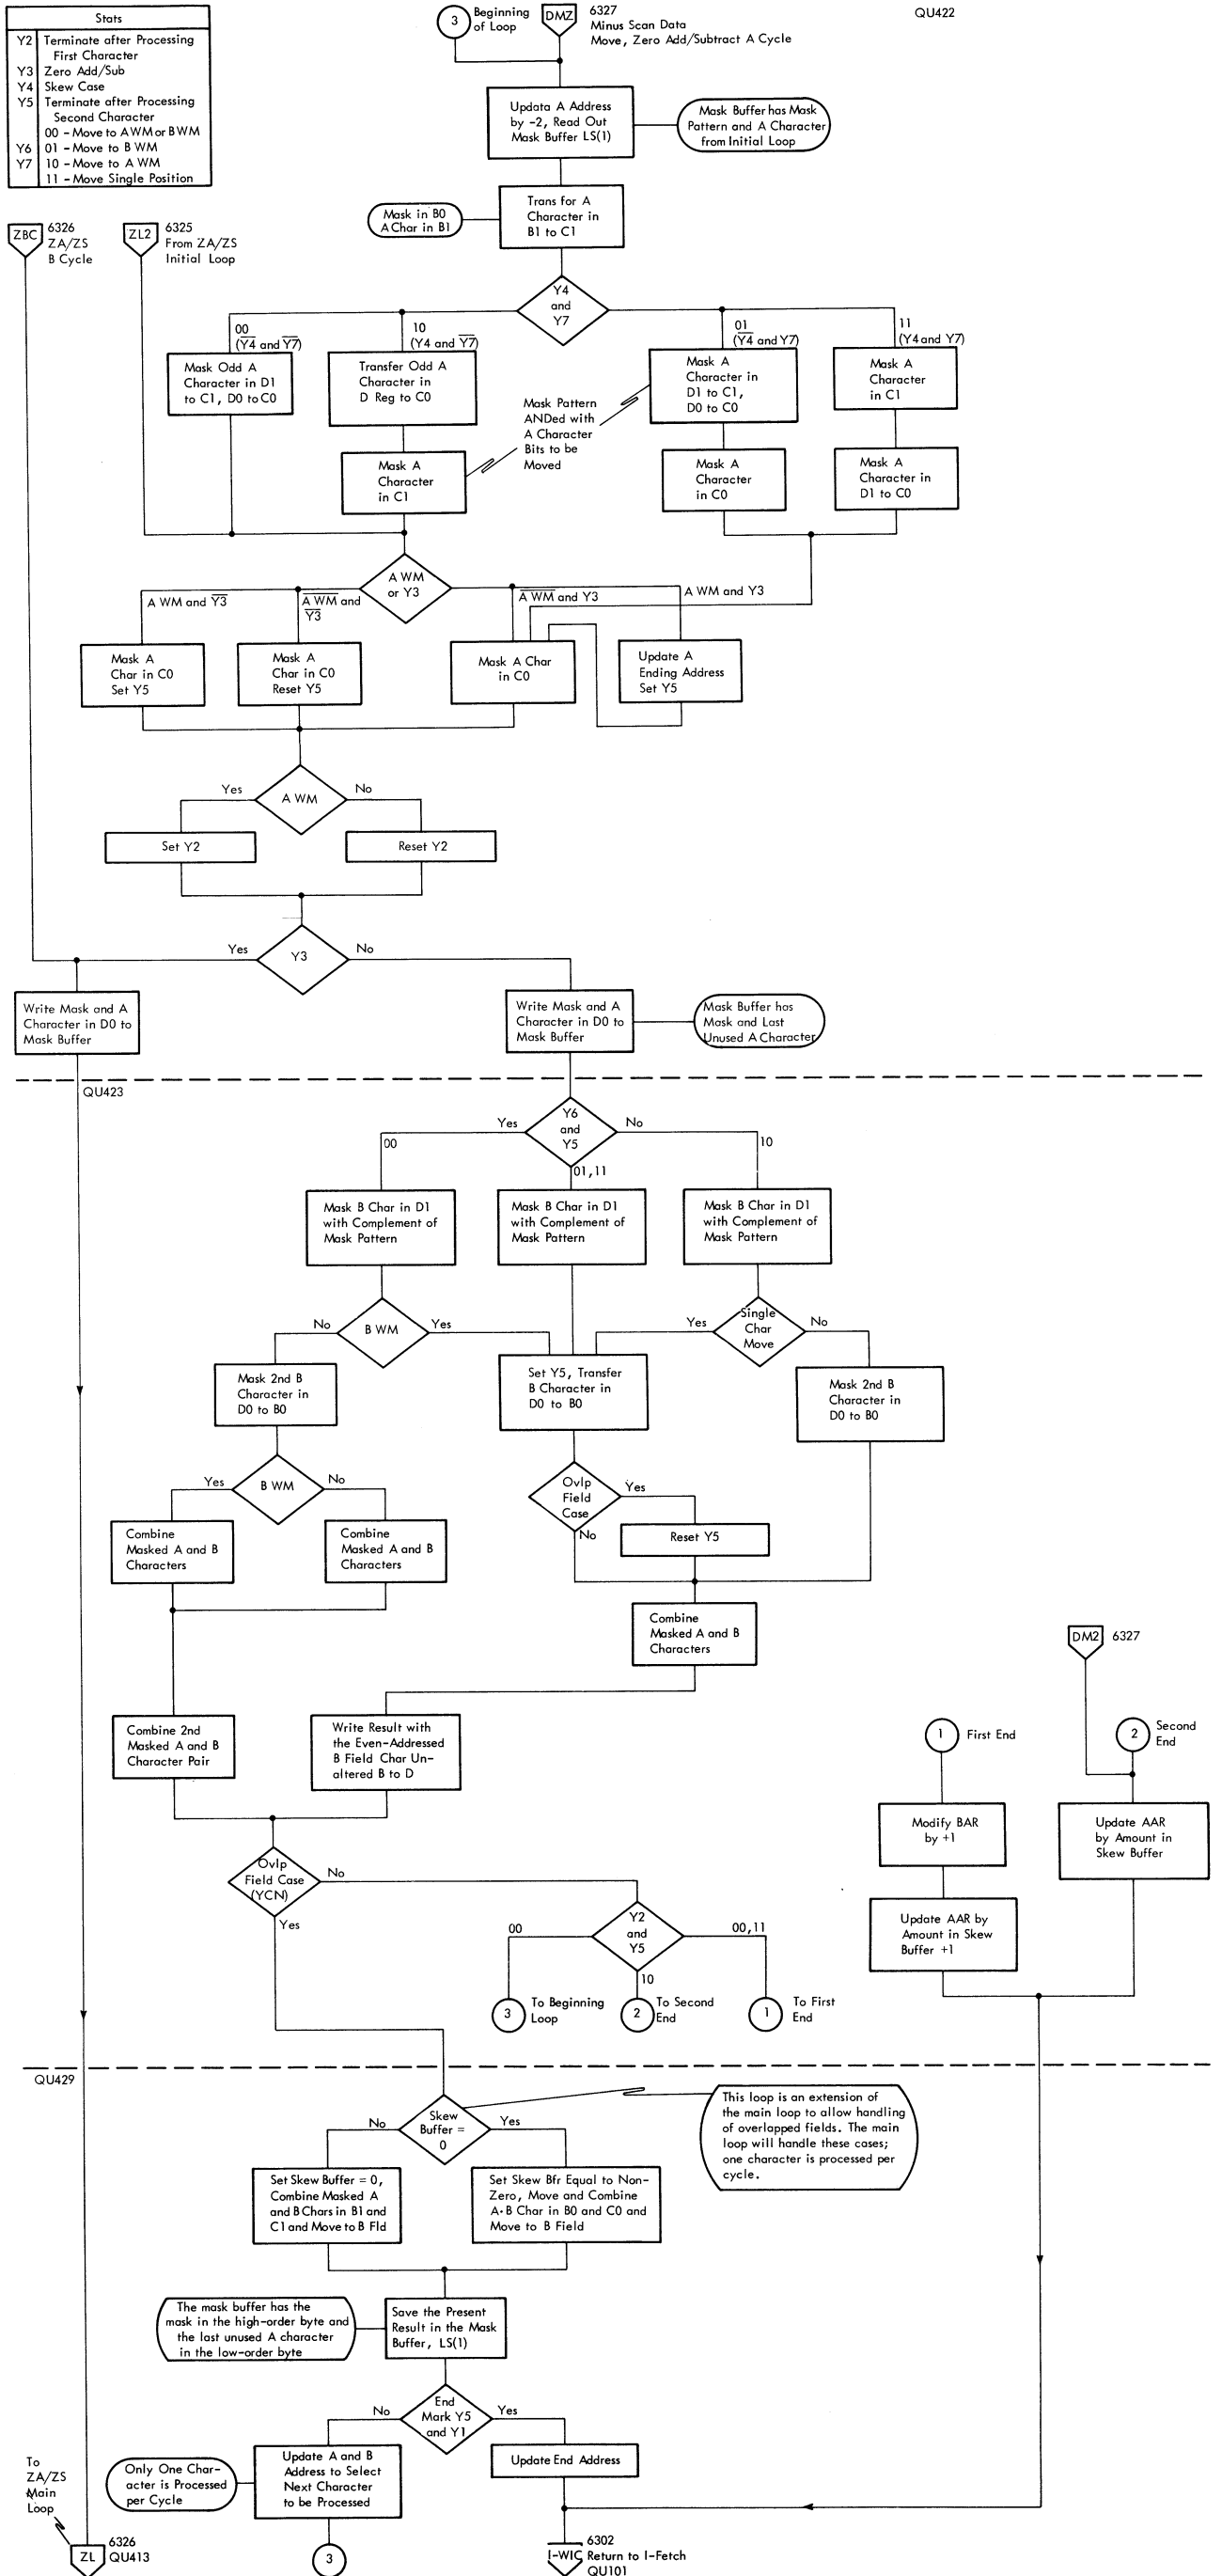 Stats
Y2 Terminate after Processing
First Character
Y3 Zero Add/Sub
Y4 Skew Case
Y5 Terminate after Processing
Second Character
00 - Move to AWM or BWM
Y6 01 - Move to B WM
Y7 10 - Move to A WM
11 - Move Single Position
3
Beginning
of Loop
DMZ
6327
Minus Scan Data
Move, Zero Add/Subtract A Cycle
QU422
Updata A Address
by -2, Read Out
Mask Buffer LS(1)
Mask Buffer has Mask
Pattern and A Character
from Initial Loop
Trans for A
Character in
B1 to C1
Mask in B0
A Char in B1
ZBC
6326
ZA/ZS
B Cycle
ZL2
6325
From ZA/ZS
Initial Loop
Y4
and
Y7
00
(Y̅4̅ and Y̅7̅)
10
(Y4 and Y̅7̅)
01
(Y̅4̅ and Y7)
11
(Y4 and Y7)
Mask Odd A
Character in D1
to C1, D0 to C0
Transfer Odd A
Character in
D Reg to C0
Mask A
Character in
D1 to C1,
D0 to C0
Mask A
Character
in C1
Mask Pattern
ANDed with
A Character
Bits to be
Moved
Mask A
Character
in C1
Mask A
Character
in C0
Mask A
Character in
D1 to C0
A WM
or Y3
A WM and Y̅3̅
A̅ ̅W̅M̅ and
Y̅3̅
A̅ ̅W̅M̅ and Y3
A WM and Y3
Mask A
Char in C0
Set Y5
Mask A
Char in C0
Reset Y5
Mask A Char
in C0
Update A
Ending Address
Set Y5
Yes
A WM
No
Set Y2
Reset Y2
Yes
Y3
No
Write Mask and A
Character in D0 to
Mask Buffer
Write Mask and A
Character in D0 to
Mask Buffer
Mask Buffer has
Mask and Last
Unused A Character
QU423
Yes
Y6
and
Y5
No
00
01,11
10
Mask B Char in D1
with Complement of
Mask Pattern
Mask B Char in D1
with Complement of
Mask Pattern
Mask B Char in D1
with Complement of
Mask Pattern
No
B WM
Yes
Yes
Single
Char
Move
No
Mask 2nd B
Character in
D0 to B0
Set Y5, Transfer
B Character in
D0 to B0
Mask 2nd B
Character in
D0 to B0
Yes
B WM
No
Ovlp
Field
Case
Yes
No
Reset Y5
Combine
Masked A and B
Characters
Combine
Masked A and B
Characters
Combine
Masked A and B
Characters
DM2
6327
Combine 2nd
Masked A and B
Character Pair
Write Result with
the Even-Addressed
B Field Char Un-
altered B to D
1
First End
2
Second
End
Modify BAR
by +1
Update AAR
by Amount in
Skew Buffer
Ovlp
Field Case
(YCN)
No
Yes
Update AAR by
Amount in Skew
Buffer +1
00
Y2
and
Y5
00,11
10
3
To Beginning
Loop
2
To Second
End
1
To First
End
QU429
No
Skew
Buffer =
0
Yes
This loop is an extension of
the main loop to allow handling
of overlapped fields. The main
loop will handle these cases;
one character is processed per
cycle.
Set Skew Buffer = 0,
Combine Masked A
and B Chars in B1 and
C1 and Move to B Fld
Set Skew Bfr Equal to Non-
Zero, Move and Combine
A·B Char in B0 and C0 and
Move to B Field
The mask buffer has the
mask in the high-order byte and
the last unused A character
in the low-order byte
Save the Present
Result in the Mask
Buffer, LS(1)
No
End
Mark Y5
and Y1
Yes
Only One Char-
acter is Processed
per Cycle
Update A and B
Address to Select
Next Character
to be Processed
Update End Address
To
ZA/ZS
Main
Loop
ZL
6326
QU413
3
I-WIC
6302
Return to I-Fetch
QU101